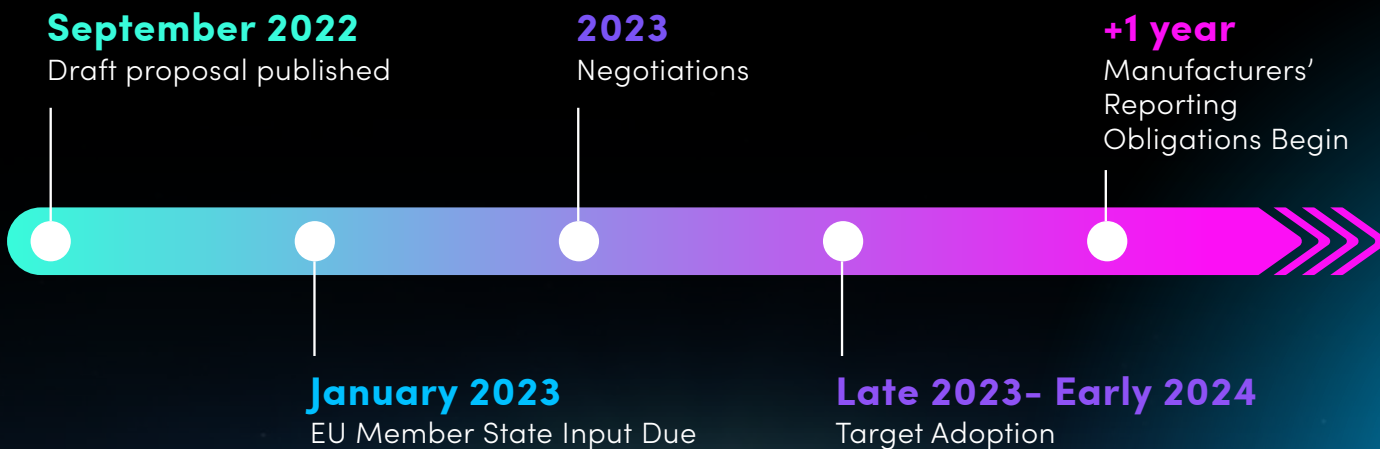 September 2022
Draft proposal published
January 2023
EU Member State Input Due
2023
Negotiations
Late 2023- Early 2024
Target Adoption
+1 year
Manufacturers’
Reporting
Obligations Begin